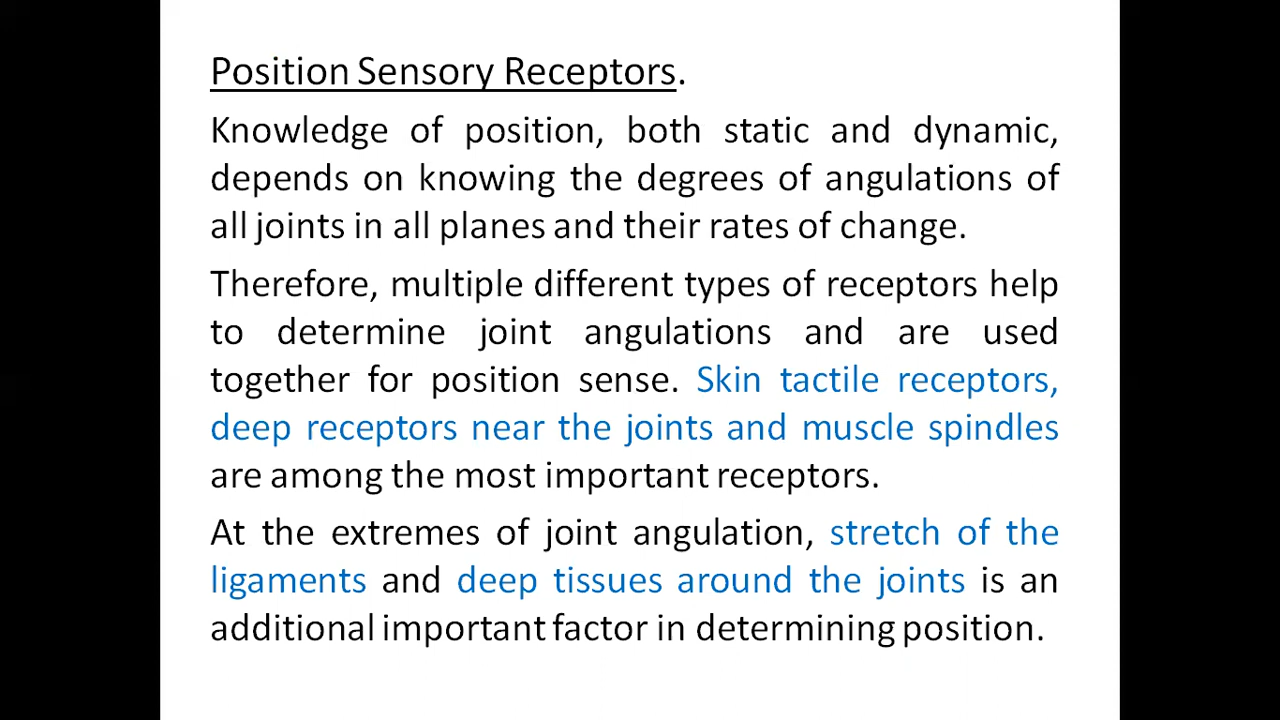 Position Sensory Receptors.
Knowledge of position, both static and dynamic,
depends on knowing the degrees of angulations of
all joints in all planes and their rates of change.
Therefore, multiple different types of receptors help
to determine joint angulations and are used
together for position sense. Skin tactile receptors,
deep receptors near the joints and muscle spindles
are among the most important receptors.
At the extremes of joint angulation, stretch of the
ligaments and deep tissues around the joints is an
additional important factor in determining position.